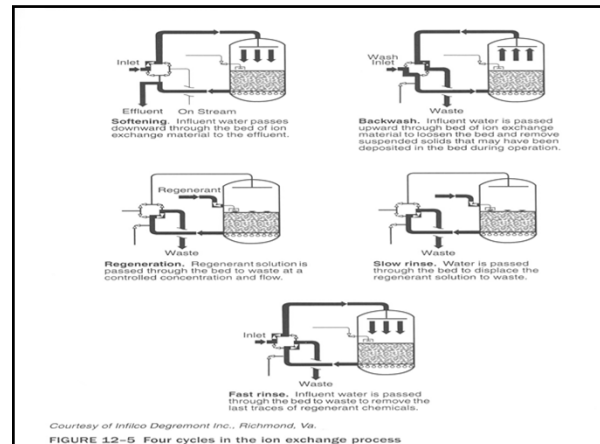 Inlet
Effluent
On Stream
Softening. Influent water passes
downward through the bed of ion
exchange material to the effluent.
Wash
Inlet
Waste
Backwash. Influent water is passed
upward through bed of ion exchange
material to loosen the bed and remove
suspended solids that may have been
deposited in the bed during operation.
Regenerant
Waste
Regeneration. Regenerant solution is
passed through the bed to waste at a
controlled concentration and flow.
Waste
Slow rinse. Water is passed
through the bed to displace the
regenerant solution to waste.
Inlet
Waste
Fast rinse. Influent water is passed
through the bed to waste to remove the
last traces of regenerant chemicals.
Courtesy of Infilco Degremont Inc., Richmond, Va.
FIGURE 12–5 Four cycles in the ion exchange process